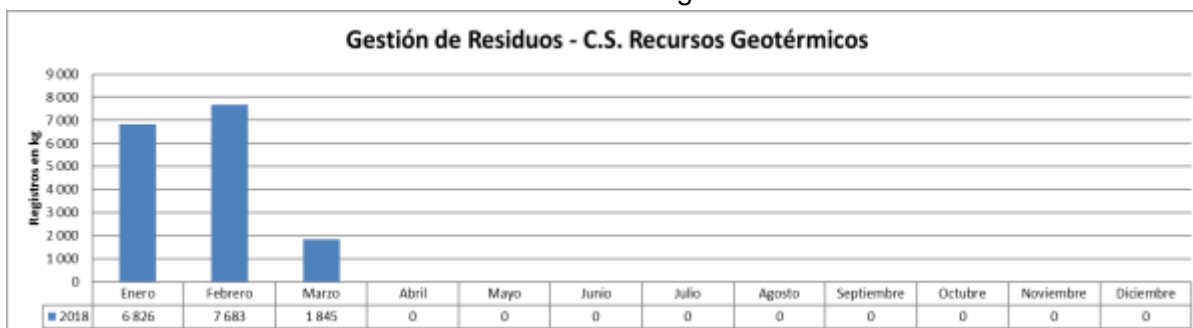 Gestión de Residuos - C.S. Recursos Geotérmicos
Registros en kg
9 000
8 000
7 000
6 000
5 000
4 000
3 000
2 000
1 000
0
Enero Febrero Marzo Abril Mayo Junio Julio Agosto Septiembre Octubre Noviembre Diciembre
2018 6 826 7 683 1 845 0 0 0 0 0 0 0 0 0